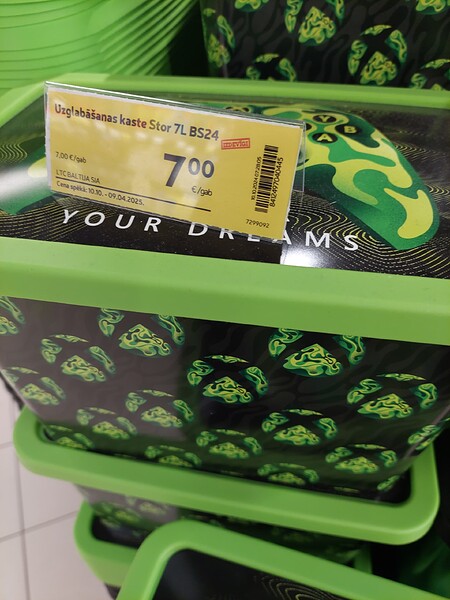 Uzglabāšanas kaste Stor 7L BS24
7,00 €/gab
7 00
€/gab
LTC BALTIJA SIA
Cena spēkā: 10.10. - 09.04.2025.
7299092
8412497040445
YOUR DREAMS
Y
B
A